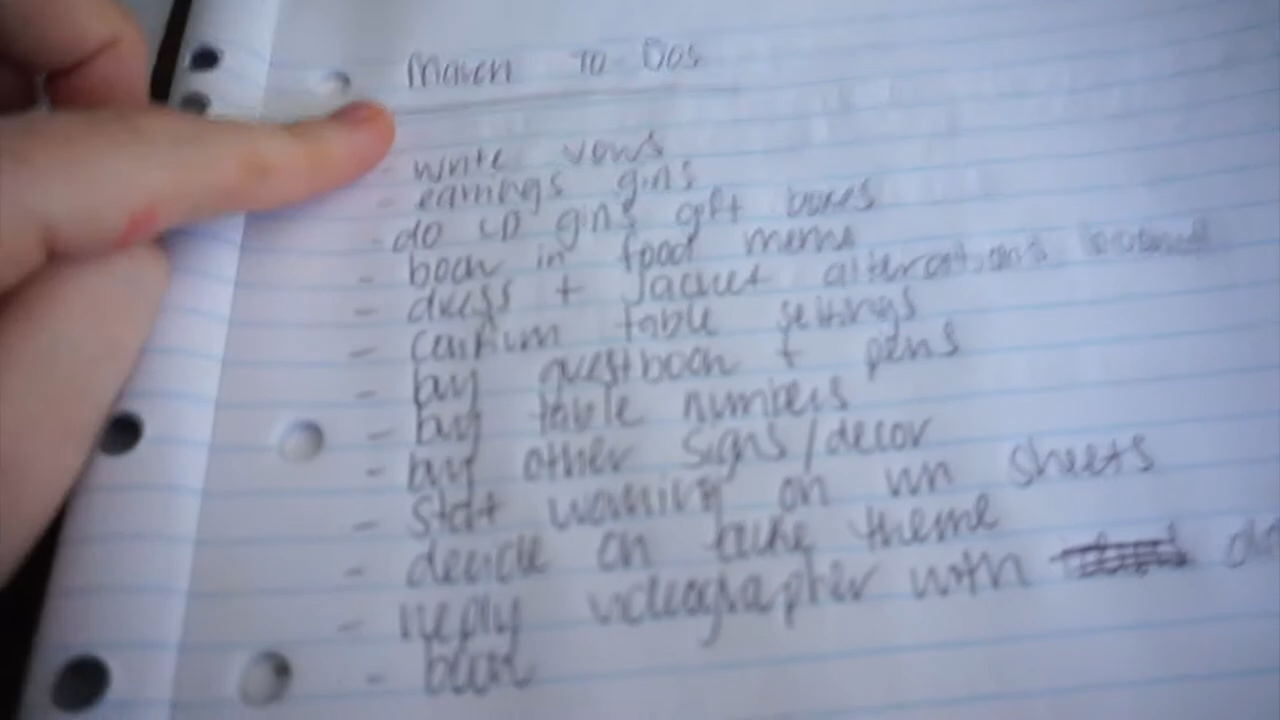 March To Dos
- write vows
- earrings girls
- do up girls gift boxes
- book in food meme
- dress + Jacket alterations
- confirm table settings
- buy guestbook + pens
- buy table numbers
- buy other signs/decor
- start working on run sheets
- decide on cake theme
- reply videographer with
- book